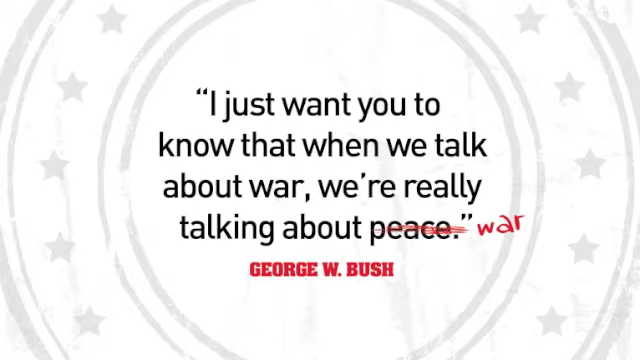 “I just want you to
know that when we talk
about war, we’re really
talking about peace.” war
GEORGE W. BUSH